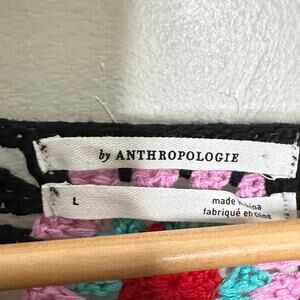 by ANTHROPOLOGIE
L
made in china
fabriqué en chine